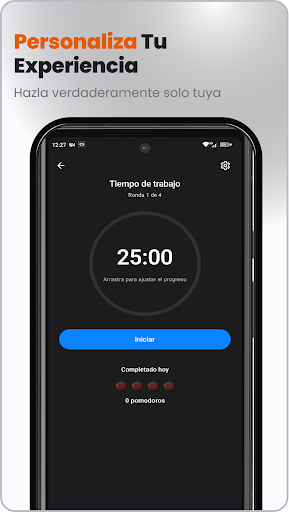 Personaliza Tu
Experiencia
Hazla verdaderamente solo tuya
12:27
Tiempo de trabajo
Ronda 1 de 4
25:00
Arrastra para ajustar el progreso
Iniciar
Completado hoy
0 pomodoros